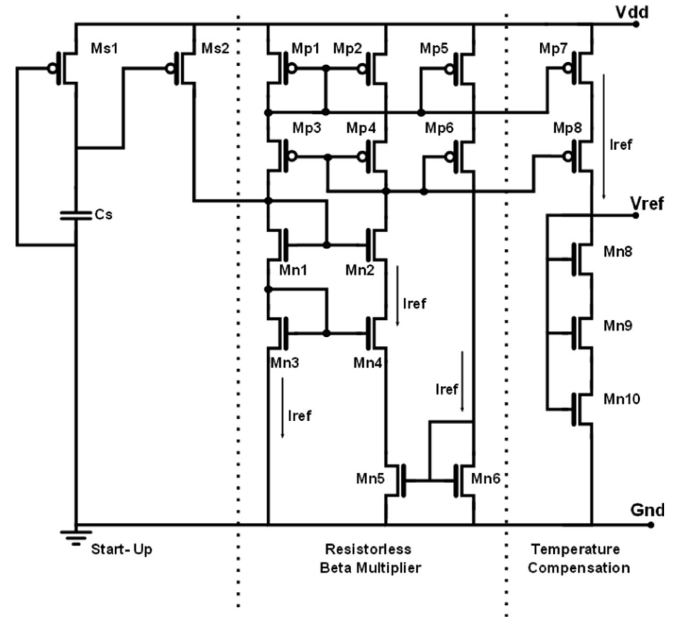 Vdd
Ms1
Ms2
Mp1
Mp2
Mp5
Mp7
Mp3
Mp4
Mp6
Mp8
Iref
Cs
Vref
Mn1
Mn2
Mn8
Iref
Mn9
Mn3
Mn4
Iref
Iref
Mn10
Mn5
Mn6
Gnd
Start- Up
Resistorless
Beta Multiplier
Temperature
Compensation